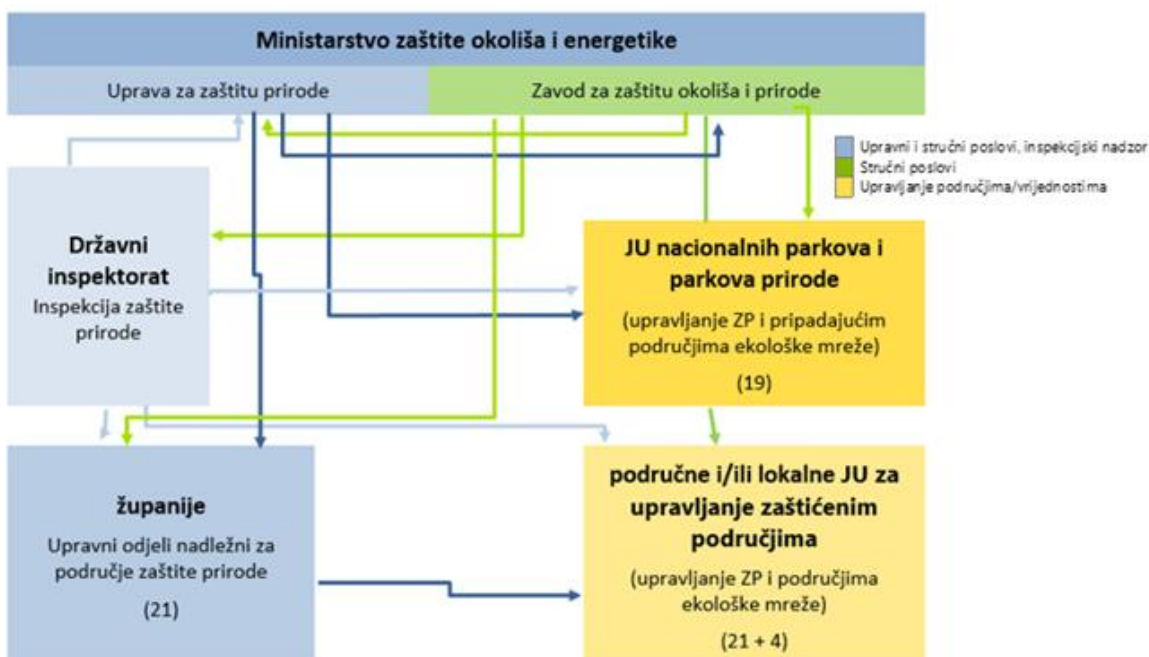 Ministarstvo zaštite okoliša i energetike
Uprava za zaštitu prirode
Zavod za zaštitu okoliša i prirode
Upravni i stručni poslovi, inspekcijski nadzor
Stručni poslovi
Upravljanje područjima/vrijednostima
Državni
inspektorat
Inspekcija zaštite
prirode
JU nacionalnih parkova i
parkova prirode
(upravljanje ZP i pripadajućim
područjima ekološke mreže)
(19)
županije
Upravni odjeli nadležni za
područje zaštite prirode
(21)
područne i/ili lokalne JU za
upravljanje zaštićenim
područjima
(upravljanje ZP i područjima
ekološke mreže)
(21 + 4)